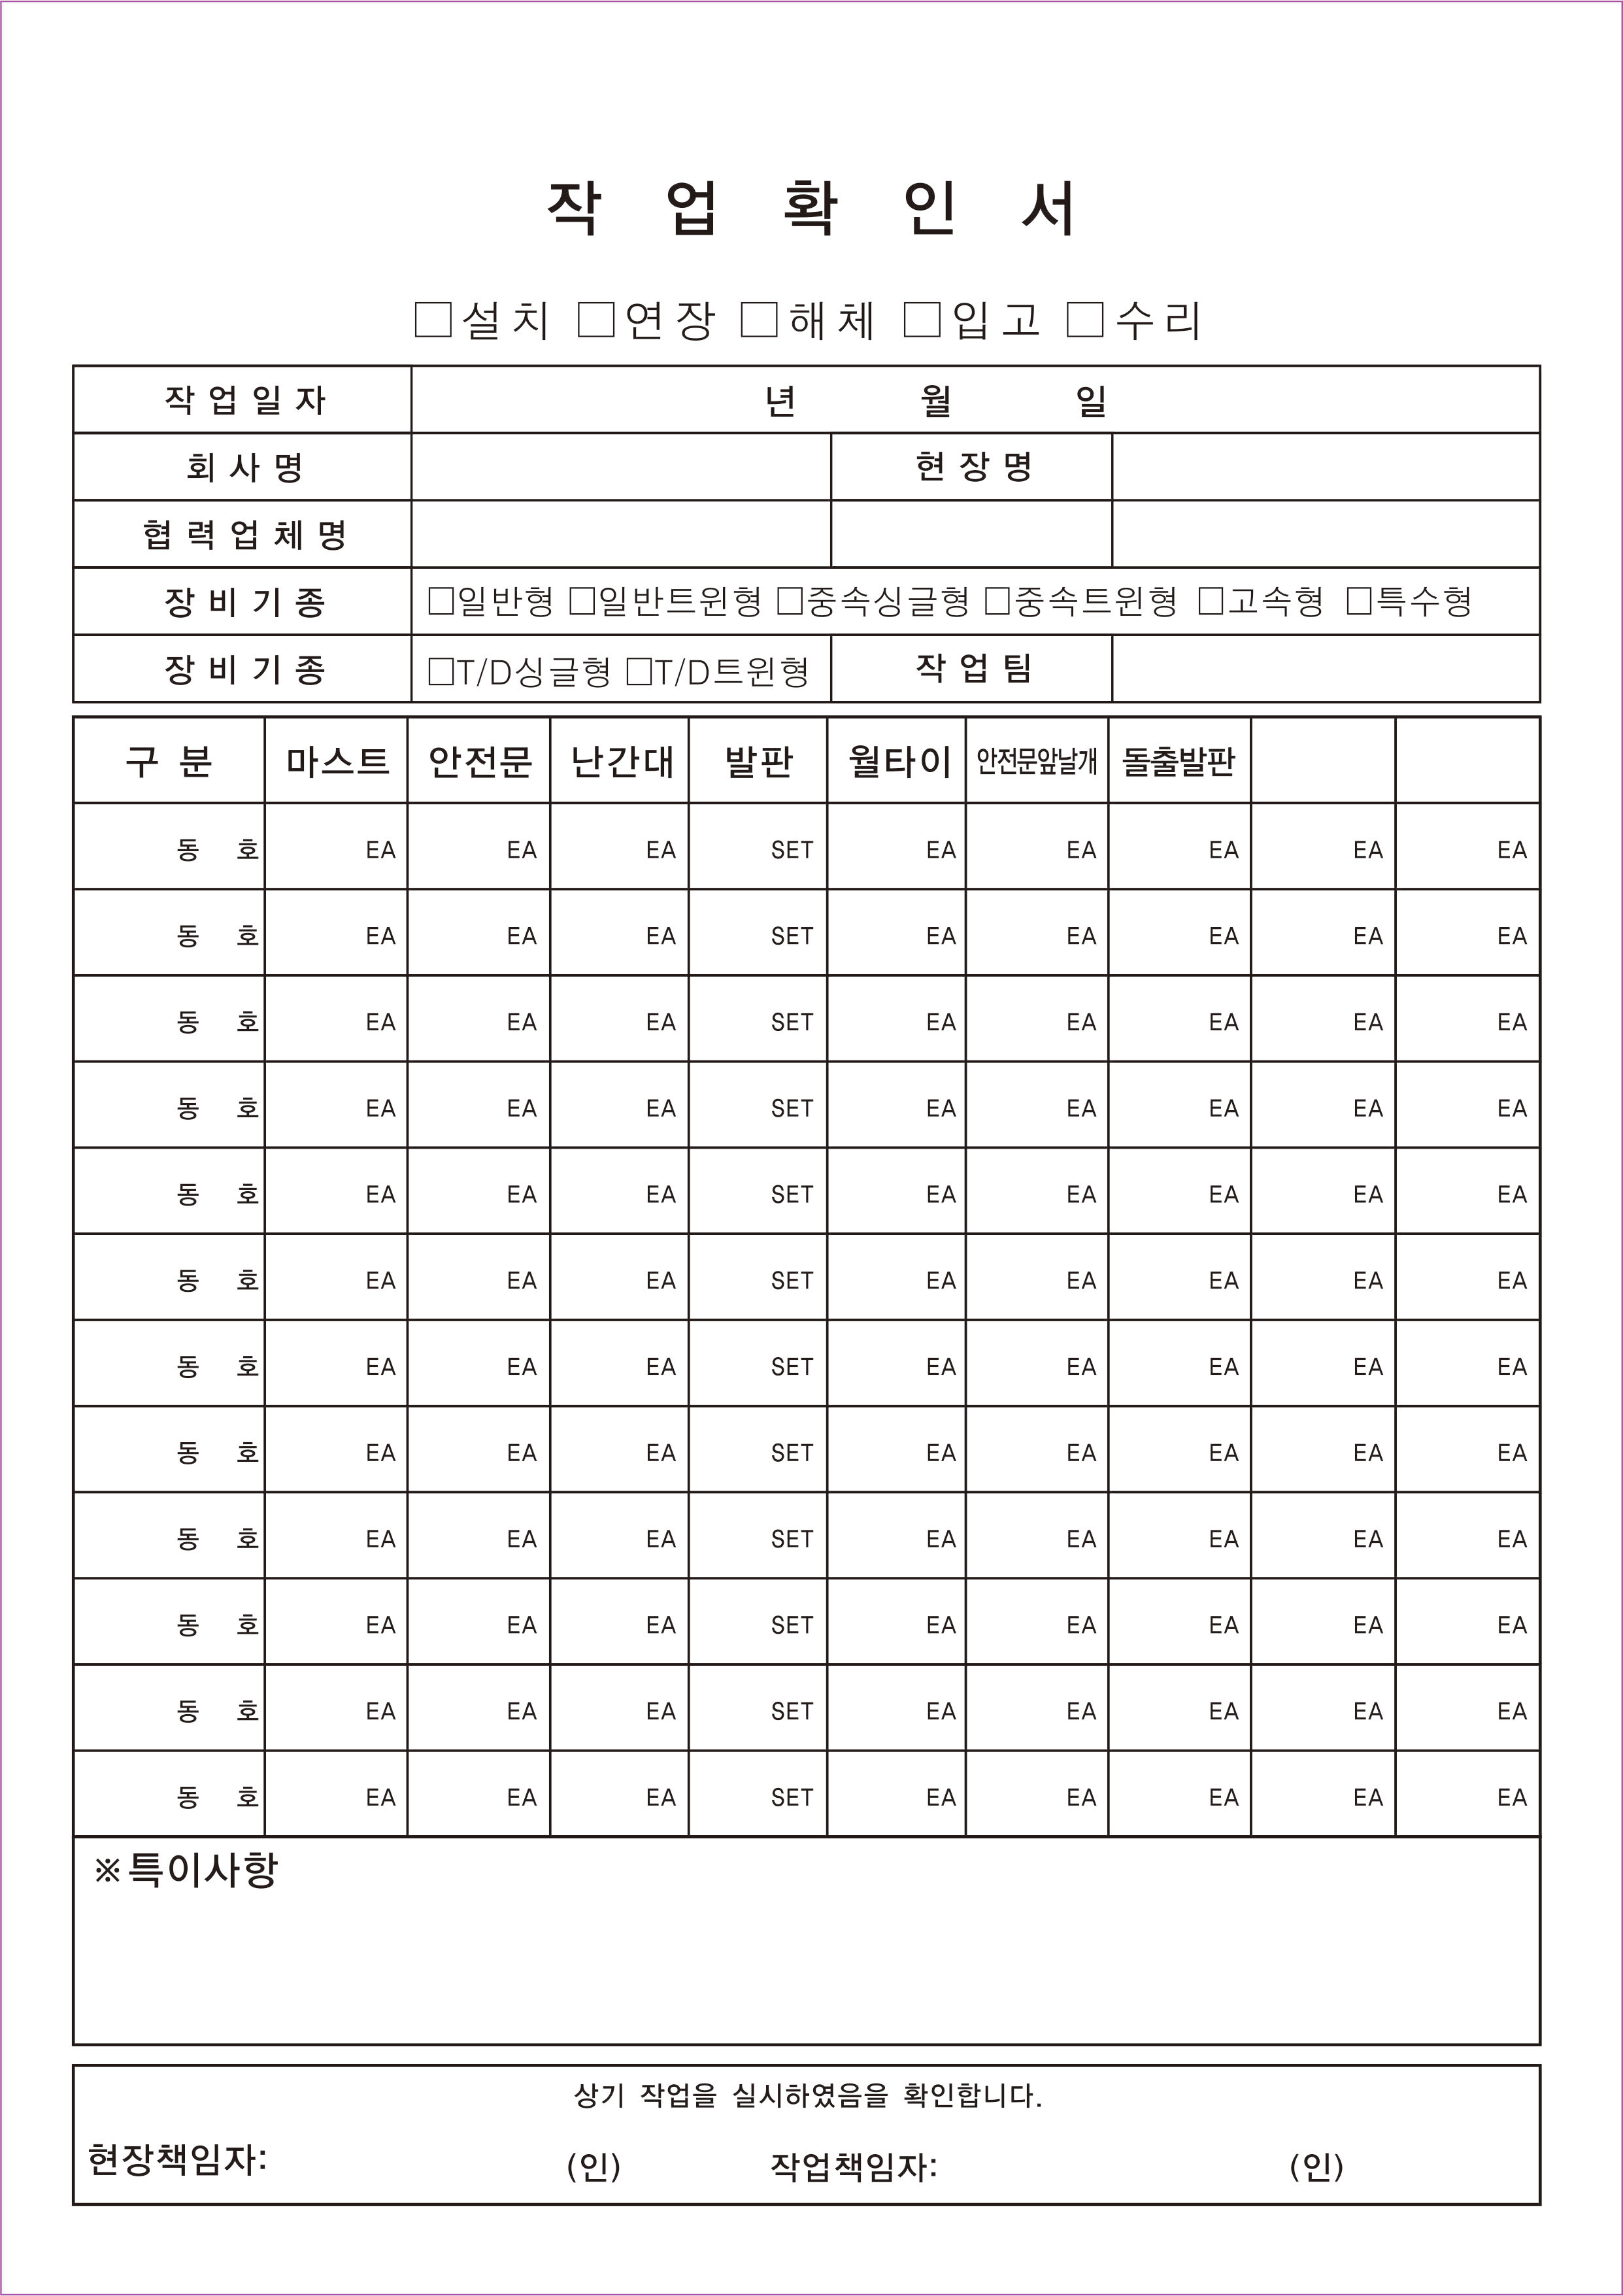 작 업 확 인 서
□설치 □연장 □해체 □입고 □수리
작업일자 년 월 일
회사명 현장명
협력업체명
장비기종 □일반형 □일반트윈형 □중속싱글형 □중속트윈형 □고속형 □특수형
장비기종 □T/D싱글형 □T/D트윈형 작업팀
구 분 마스트 안전문 난간대 발판 월타이 안전문앞날개 돌출발판
동 호 EA EA EA SET EA EA EA EA EA
동 호 EA EA EA SET EA EA EA EA EA
동 호 EA EA EA SET EA EA EA EA EA
동 호 EA EA EA SET EA EA EA EA EA
동 호 EA EA EA SET EA EA EA EA EA
동 호 EA EA EA SET EA EA EA EA EA
동 호 EA EA EA SET EA EA EA EA EA
동 호 EA EA EA SET EA EA EA EA EA
동 호 EA EA EA SET EA EA EA EA EA
동 호 EA EA EA SET EA EA EA EA EA
동 호 EA EA EA SET EA EA EA EA EA
동 호 EA EA EA SET EA EA EA EA EA
※특이사항
상기 작업을 실시하였음을 확인합니다.
현장책임자: (인) 작업책임자: (인)